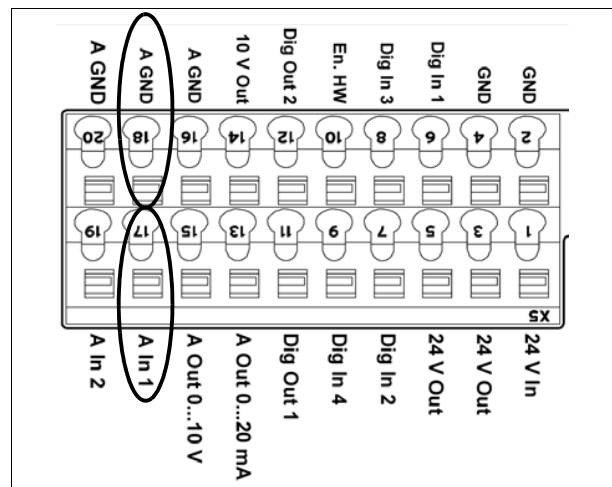 A GND
A GND
A GND
10 V Out
Dig Out 2
En. HW
Dig In 3
Dig In 1
GND
GND
20 18 16 14 12 10 8 6 4 2
19 17 15 13 11 9 7 5 3 1
X5
A In 2
A In 1
A Out 0...10 V
A Out 0...20 mA
Dig Out 1
Dig In 4
Dig In 2
24 V Out
24 V Out
24 V In